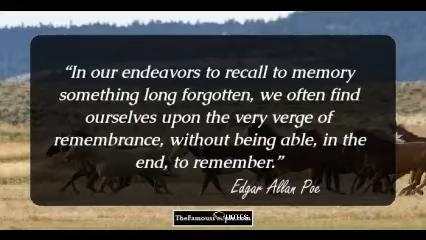 “In our endeavors to recall to memory
something long forgotten, we often find
ourselves upon the very verge of
remembrance, without being able, in the
end, to remember.”
Edgar Allan Poe